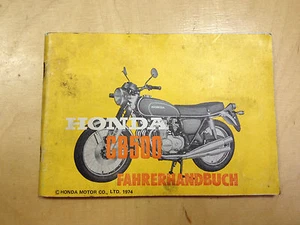 HONDA
CB500
FAHRERHANDBUCH
© HONDA MOTOR CO., LTD. 1974